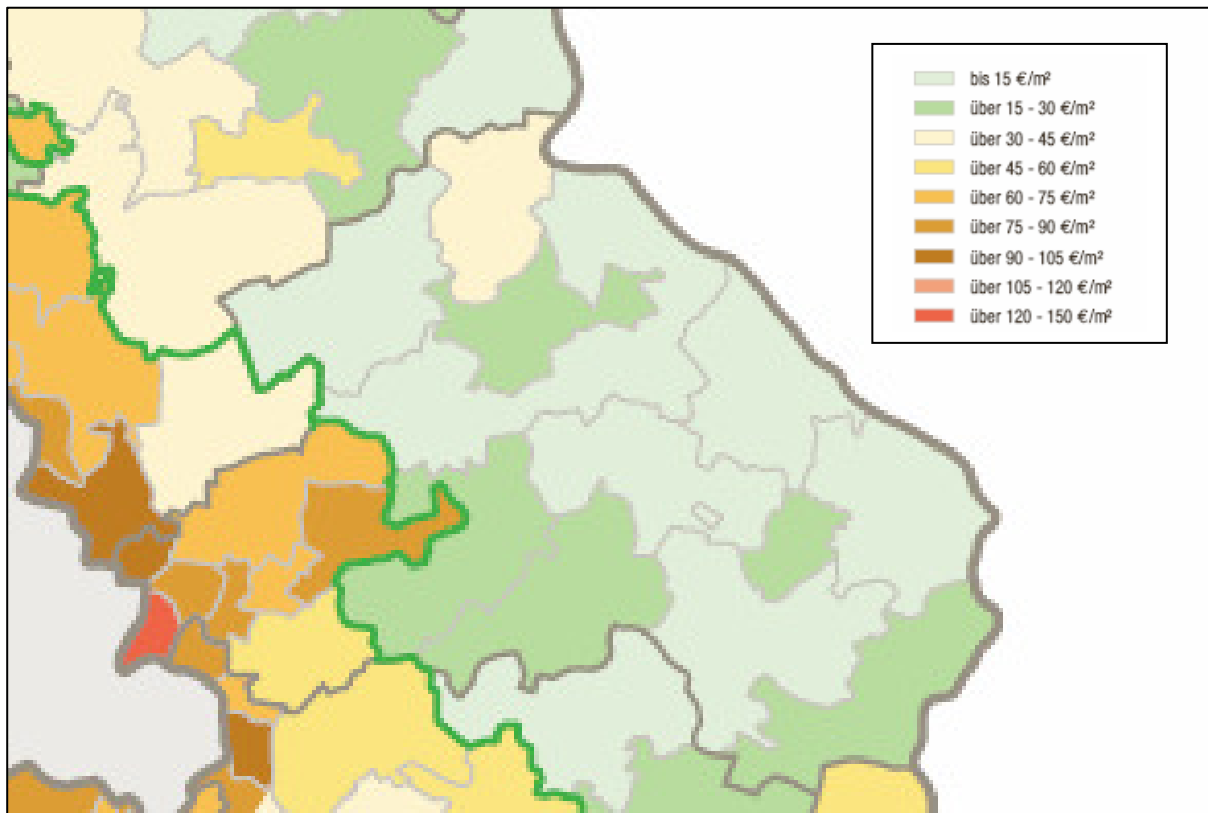 bis 15 €/m²
über 15 - 30 €/m²
über 30 - 45 €/m²
über 45 - 60 €/m²
über 60 - 75 €/m²
über 75 - 90 €/m²
über 90 - 105 €/m²
über 105 - 120 €/m²
über 120 - 150 €/m²